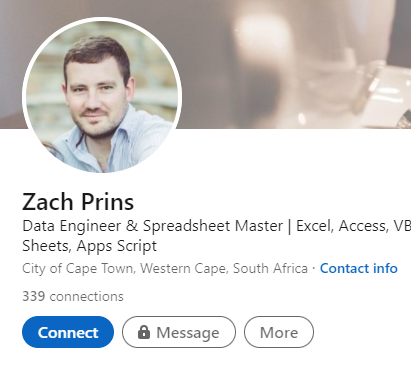 Zach Prins
Data Engineer & Spreadsheet Master | Excel, Access,
Sheets, Apps Script
City of Cape Town, Western Cape, South Africa · Contact info
339 connections
Connect Message More